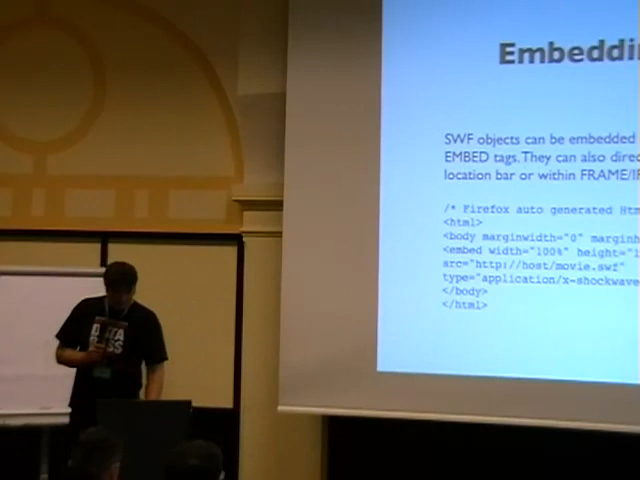 Embeddi
SWF objects can be embedded
EMBED tags. They can also direc
location bar or within FRAME/IF
/* Firefox auto generated Htm
<html>
<body marginwidth="0" marginh
<embed width="100%" height="1
src="http://host/movie.swf"
type="application/x-shockwave
</body>
</html>